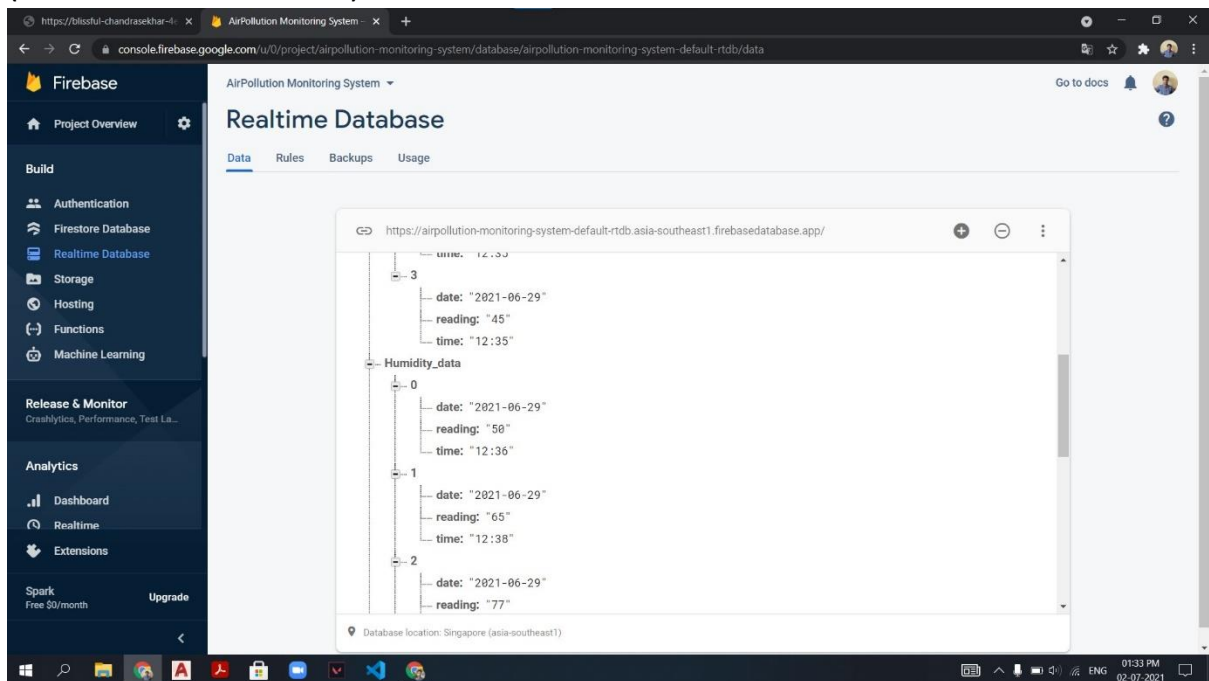 https://blissful-chandrasekhar-4e
AirPollution Monitoring System –
console.firebase.google.com/u/0/project/airpollution-monitoring-system/database/airpollution-monitoring-system-default-rtdb/data
Firebase
AirPollution Monitoring System
Go to docs
Project Overview
Realtime Database
Data Rules Backups Usage
Build
Authentication
Firestore Database
Realtime Database
Storage
Hosting
Functions
Machine Learning
Release & Monitor
Crashlytics, Performance, Test La...
Analytics
Dashboard
Realtime
Extensions
Spark
Free $0/month
Upgrade
https://airpollution-monitoring-system-default-rtdb.asia-southeast1.firebasedatabase.app/
time: "12:35"
3
date: "2021-06-29"
reading: "45"
time: "12:35"
Humidity_data
0
date: "2021-06-29"
reading: "50"
time: "12:36"
1
date: "2021-06-29"
reading: "65"
time: "12:38"
2
date: "2021-06-29"
reading: "77"
Database location: Singapore (asia-southeast1)
ENG
01:33 PM
02-07-2021